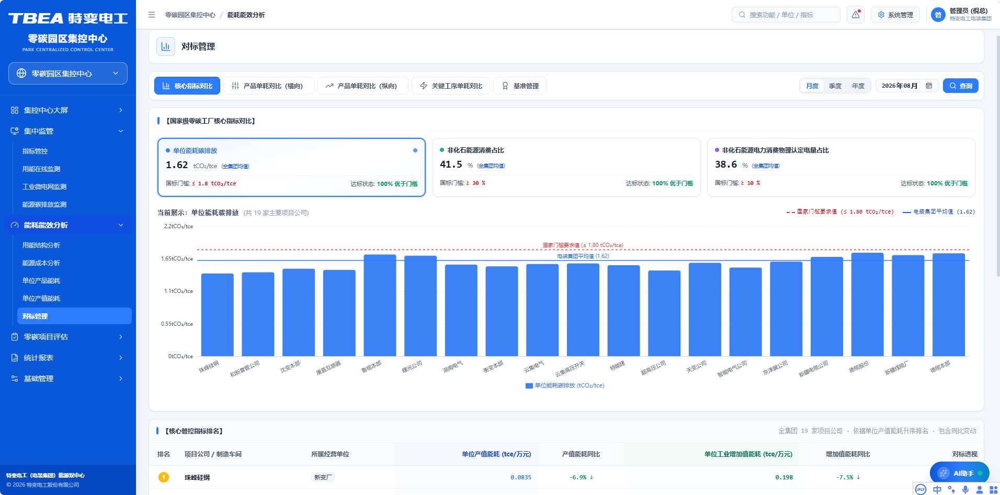 TBEA 特变电工
零碳园区集控中心
PARK CENTRALIZED CONTROL CENTER
零碳园区集控中心
集控中心大屏
集中监管
指标管控
用能在线监测
工业微电网监测
能源碳排放监测
能耗能效分析
用能结构分析
能源成本分析
单位产品能耗
单位产值能耗
对标管理
零碳项目评估
统计报表
基础管理
特变电工（电装集团）能源双中心
© 2026 特变电工股份有限公司
零碳园区集控中心 / 能耗能效分析
搜索功能 / 单位 / 指标
系统管理
管
管理员 (倪总)
特变电工电装集团
对标管理
核心指标对比
产品单耗对比（横向）
产品单耗对比（纵向）
关键工序单耗对比
基准管理
月度 季度 年度
2026年08月
查询
【国家级零碳工厂核心指标对比】
单位能耗碳排放
1.62 tCO₂/tce (全集团均值)
国标门槛: ≤ 1.8 tCO₂/tce 达标状态: 100% 优于门槛
非化石能源消费占比
41.5 % (全集团均值)
国标门槛: ≥ 30 % 达标状态: 100% 优于门槛
非化石能源电力消费物理认定电量占比
38.6 % (全集团均值)
国标门槛: ≥ 10 % 达标状态: 100% 优于门槛
当前展示：单位能耗碳排放 (共 19 家主要项目公司)
国家门槛要求值 (≤ 1.80 tCO₂/tce) 电装集团平均值 (1.62)
2.2tCO₂/tce
1.65tCO₂/tce
1.1tCO₂/tce
0.55tCO₂/tce
0tCO₂/tce
国家门槛要求值 (≤ 1.80 tCO₂/tce)
电装集团平均值 (1.62)
珠峰硅钢
和新套管公司
沈变本部
康嘉互感器
鲁缆本部
曙光公司
湖南电气
衡变本部
云集电气
云集高压开关
特能建
超高压公司
天变公司
智能电气公司
京津冀公司
新疆电缆公司
德缆股份
新疆线缆厂
德缆本部
单位能耗碳排放 (tCO₂/tce)
【核心管控指标排名】
全集团 19 家项目公司 · 依据单位产值能耗升序排名 · 包含同比变动
排名 项目公司 / 制造车间 所属经营单位 单位产值能耗 (tce/万元) 产值能耗同比 单位工业增加值能耗 (tce/万元) 增加值能耗同比 对标透视
1 珠峰硅钢 新变厂 0.0835 -6.9% ↓ 0.198 -7.5% ↓
AI助手
iFLY 中